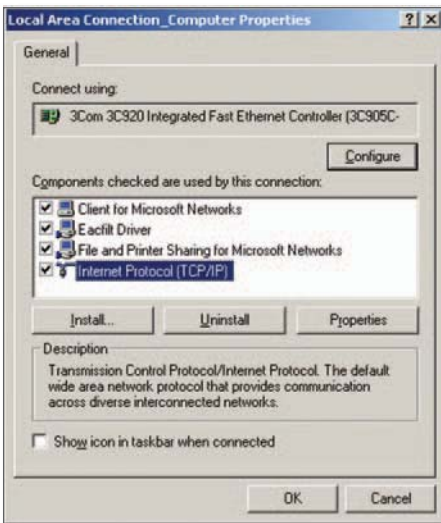 Local Area Connection_Computer Properties
General
Connect using:
3Com 3C920 Integrated Fast Ethernet Controller (3C905C-
Configure
Components checked are used by this connection:
Client for Microsoft Networks
Eacfilt Driver
File and Printer Sharing for Microsoft Networks
Internet Protocol (TCP/IP)
Install... Uninstall Properties
Description
Transmission Control Protocol/Internet Protocol. The default
wide area network protocol that provides communication
across diverse interconnected networks.
Show icon in taskbar when connected
OK Cancel